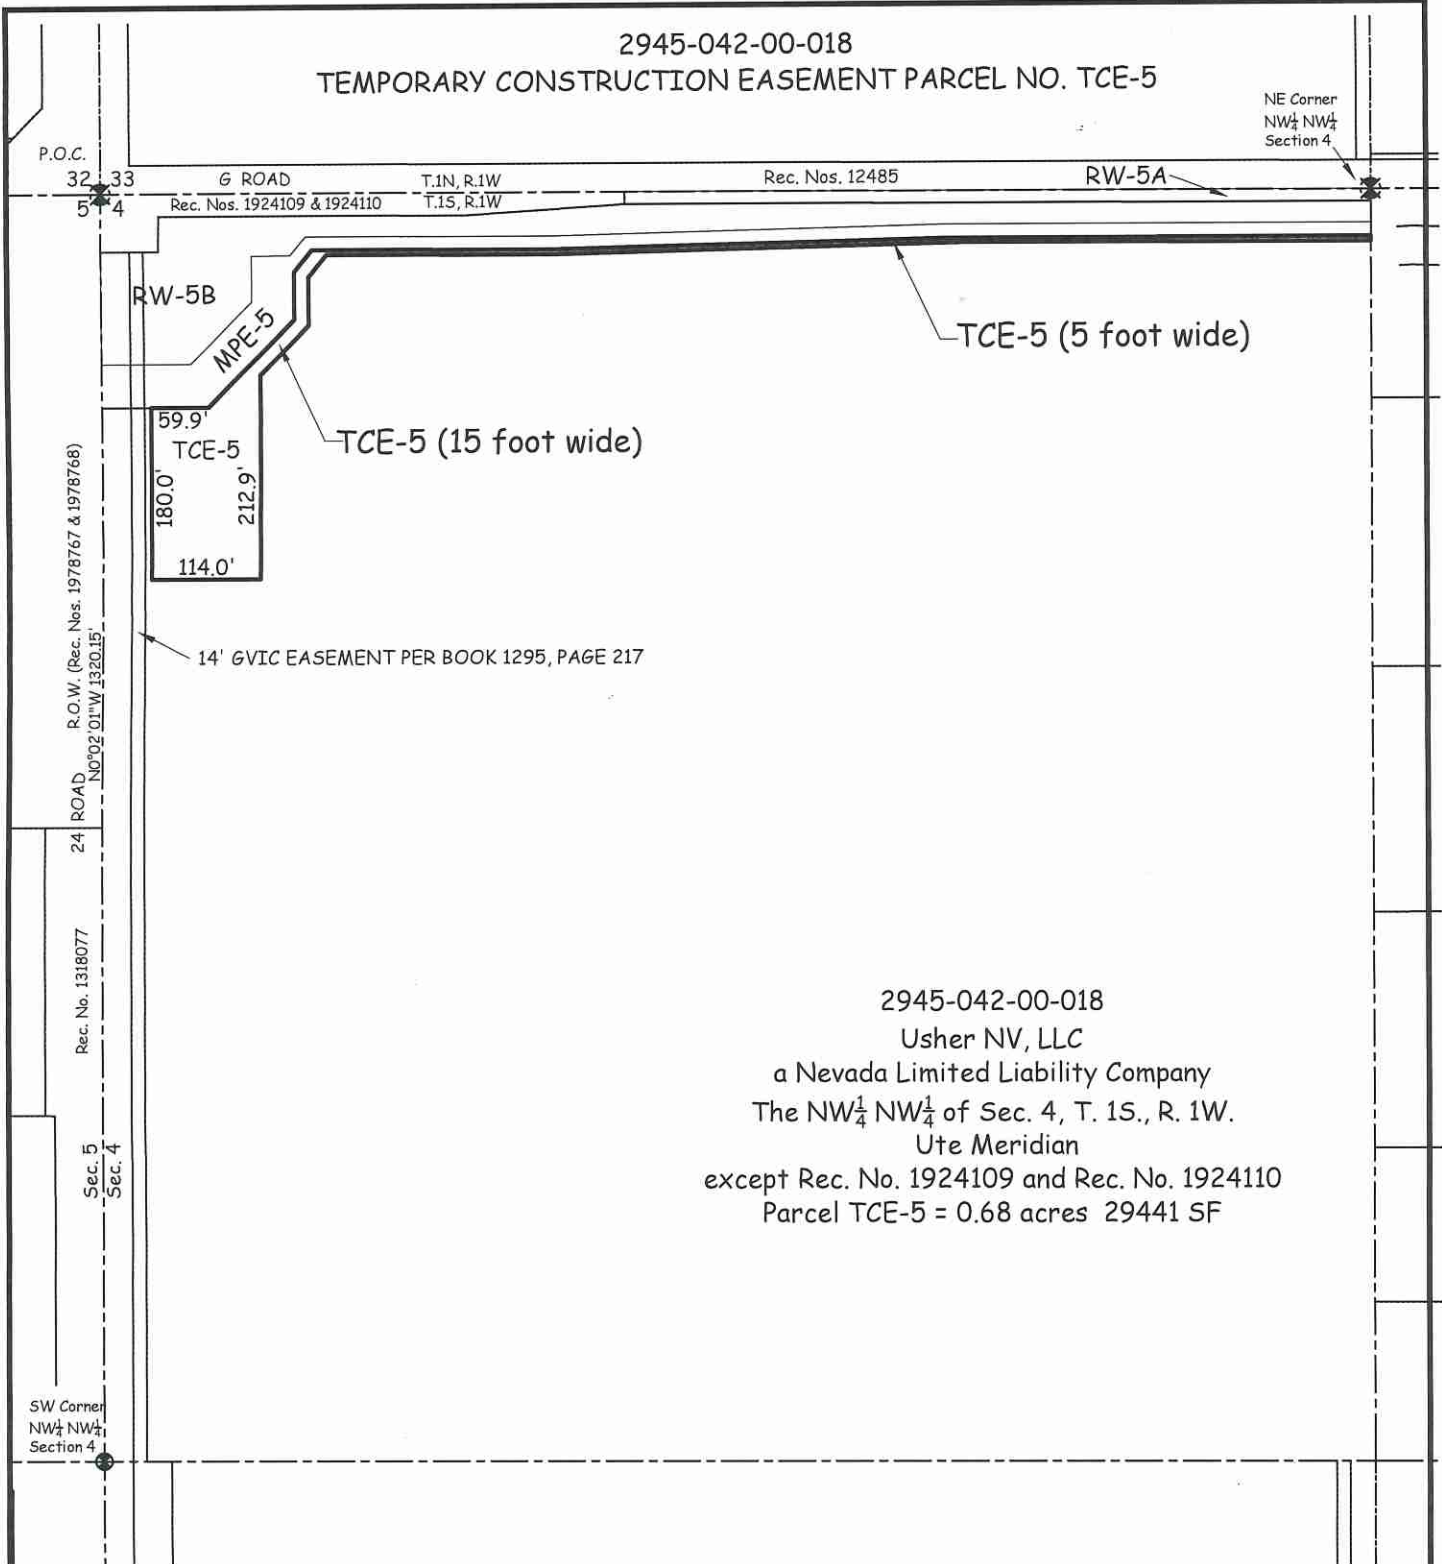 2945-042-00-018
TEMPORARY CONSTRUCTION EASEMENT PARCEL NO. TCE-5
NE Corner
NW¼ NW¼
Section 4
P.O.C.
32 33
5 4
G ROAD
T.1N, R.1W
Rec. Nos. 12485
RW-5A
Rec. Nos. 1924109 & 1924110
T.1S, R.1W
RW-5B
MPE-5
TCE-5 (5 foot wide)
TCE-5 (15 foot wide)
59.9'
TCE-5
180.0'
212.9'
114.0'
14' GVIC EASEMENT PER BOOK 1295, PAGE 217
24 ROAD R.O.W. (Rec. Nos. 1978767 & 1978768)
N0°02'01"W 1320.15'
Rec. No. 1318077
Sec. 5
Sec. 4
2945-042-00-018
Usher NV, LLC
a Nevada Limited Liability Company
The NW¼ NW¼ of Sec. 4, T. 1S., R. 1W.
Ute Meridian
except Rec. No. 1924109 and Rec. No. 1924110
Parcel TCE-5 = 0.68 acres 29441 SF
SW Corner
NW¼ NW¼
Section 4